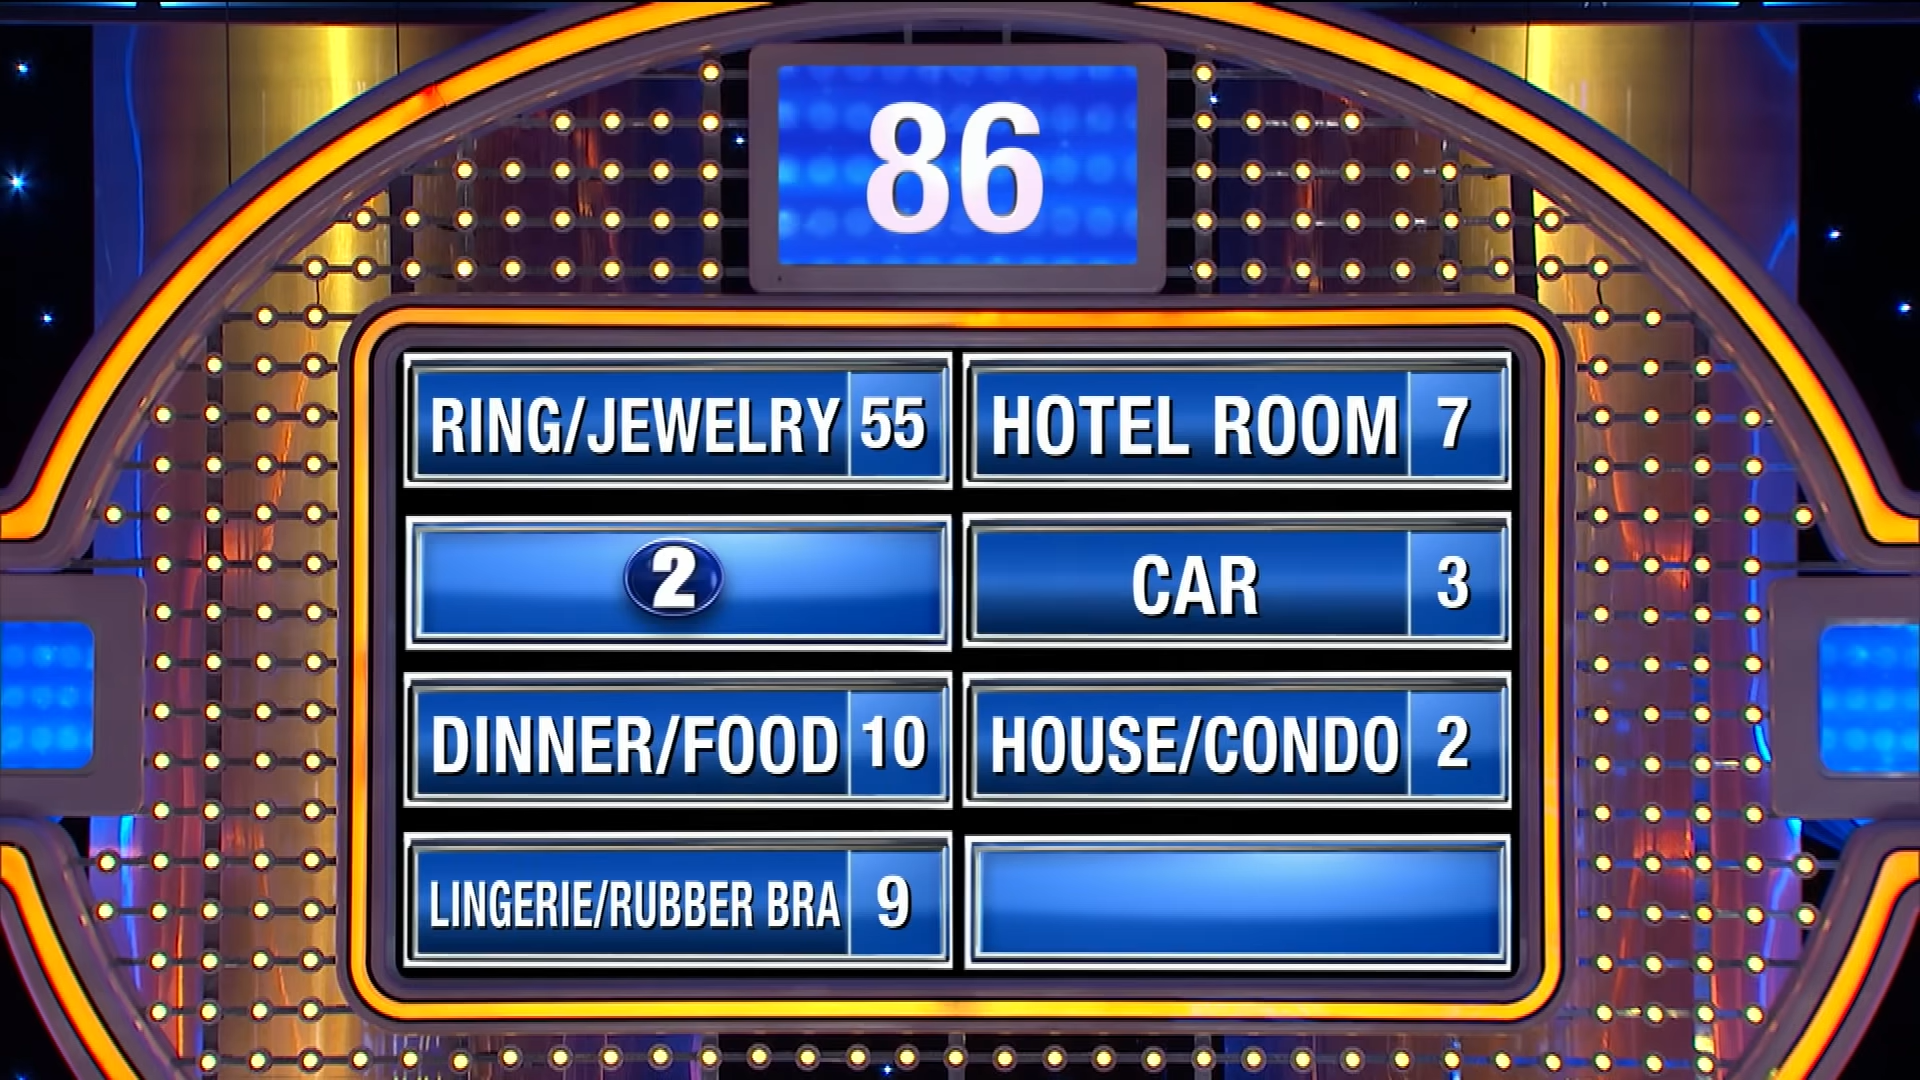 86
RING/JEWELRY 55
HOTEL ROOM 7
2
CAR 3
DINNER/FOOD 10
HOUSE/CONDO 2
LINGERIE/RUBBER BRA 9